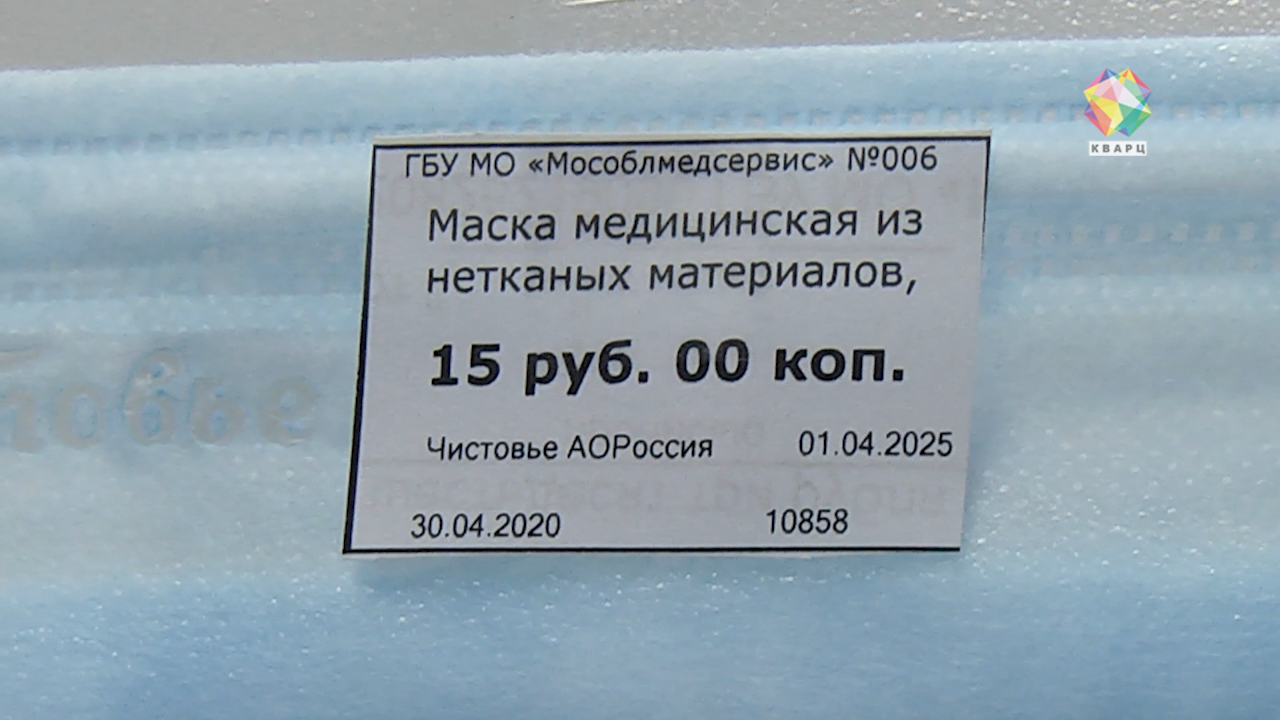 КВАРЦ
ГБУ МО «Мособлмедсервис» №006
Маска медицинская из
нетканых материалов,
15 руб. 00 коп.
Чистовье АОРоссия 01.04.2025
30.04.2020 10858